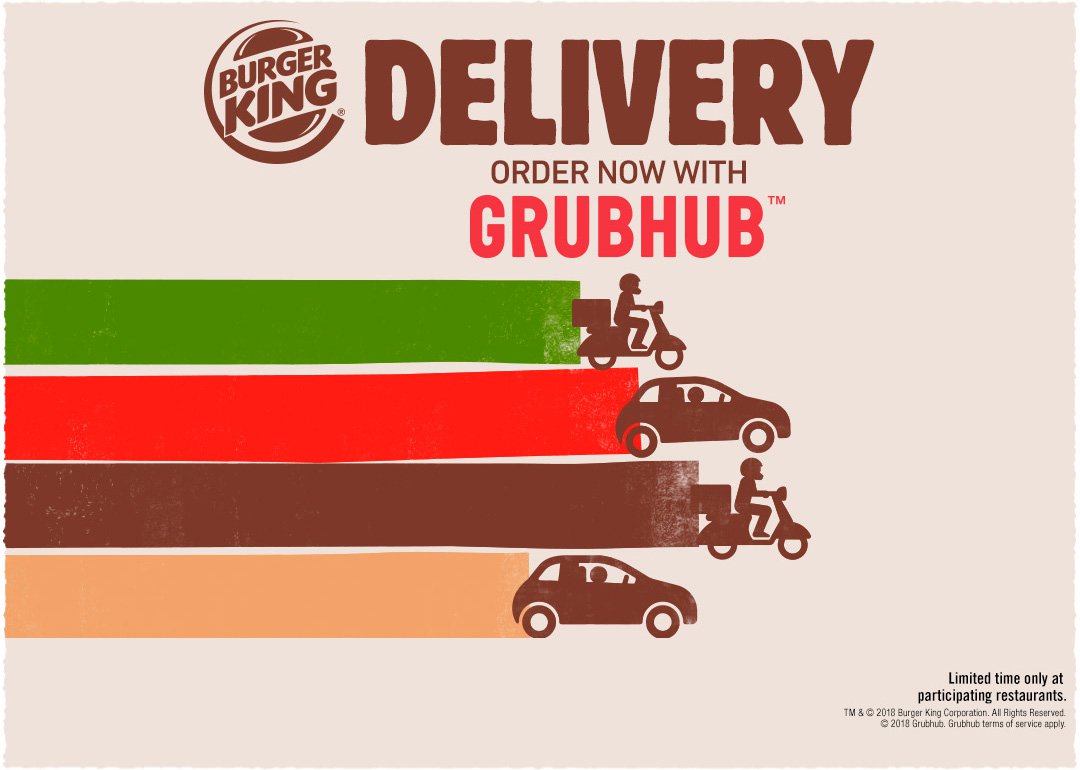 BURGER
KING®
DELIVERY
ORDER NOW WITH
GRUBHUB™
Limited time only at
participating restaurants.
TM & © 2018 Burger King Corporation. All Rights Reserved.
© 2018 Grubhub. Grubhub terms of service apply.